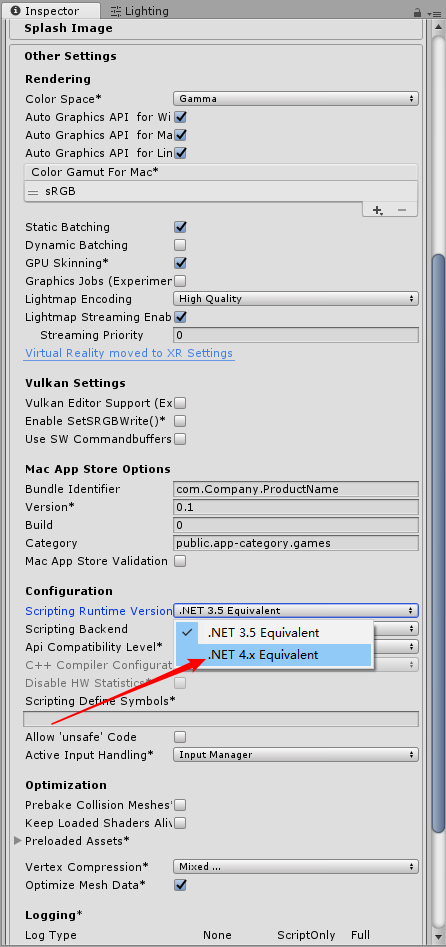 Inspector Lighting
Splash Image
Other Settings
Rendering
Color Space* Gamma
Auto Graphics API for Wi
Auto Graphics API for Ma
Auto Graphics API for Lin
Color Gamut For Mac*
sRGB
Static Batching
Dynamic Batching
GPU Skinning*
Graphics Jobs (Experimen
Lightmap Encoding High Quality
Lightmap Streaming Enab
Streaming Priority 0
Virtual Reality moved to XR Settings
Vulkan Settings
Vulkan Editor Support (Ex
Enable SetSRGBWrite()*
Use SW Commandbuffers
Mac App Store Options
Bundle Identifier com.Company.ProductName
Version* 0.1
Build 0
Category public.app-category.games
Mac App Store Validation
Configuration
Scripting Runtime Version .NET 3.5 Equivalent
Scripting Backend .NET 3.5 Equivalent
Api Compatibility Level* .NET 4.x Equivalent
C++ Compiler Configurat
Disable HW Statistics*
Scripting Define Symbols*
Allow 'unsafe' Code
Active Input Handling* Input Manager
Optimization
Prebake Collision Meshes*
Keep Loaded Shaders Aliv
Preloaded Assets*
Vertex Compression* Mixed ...
Optimize Mesh Data*
Logging*
Log Type None ScriptOnly Full